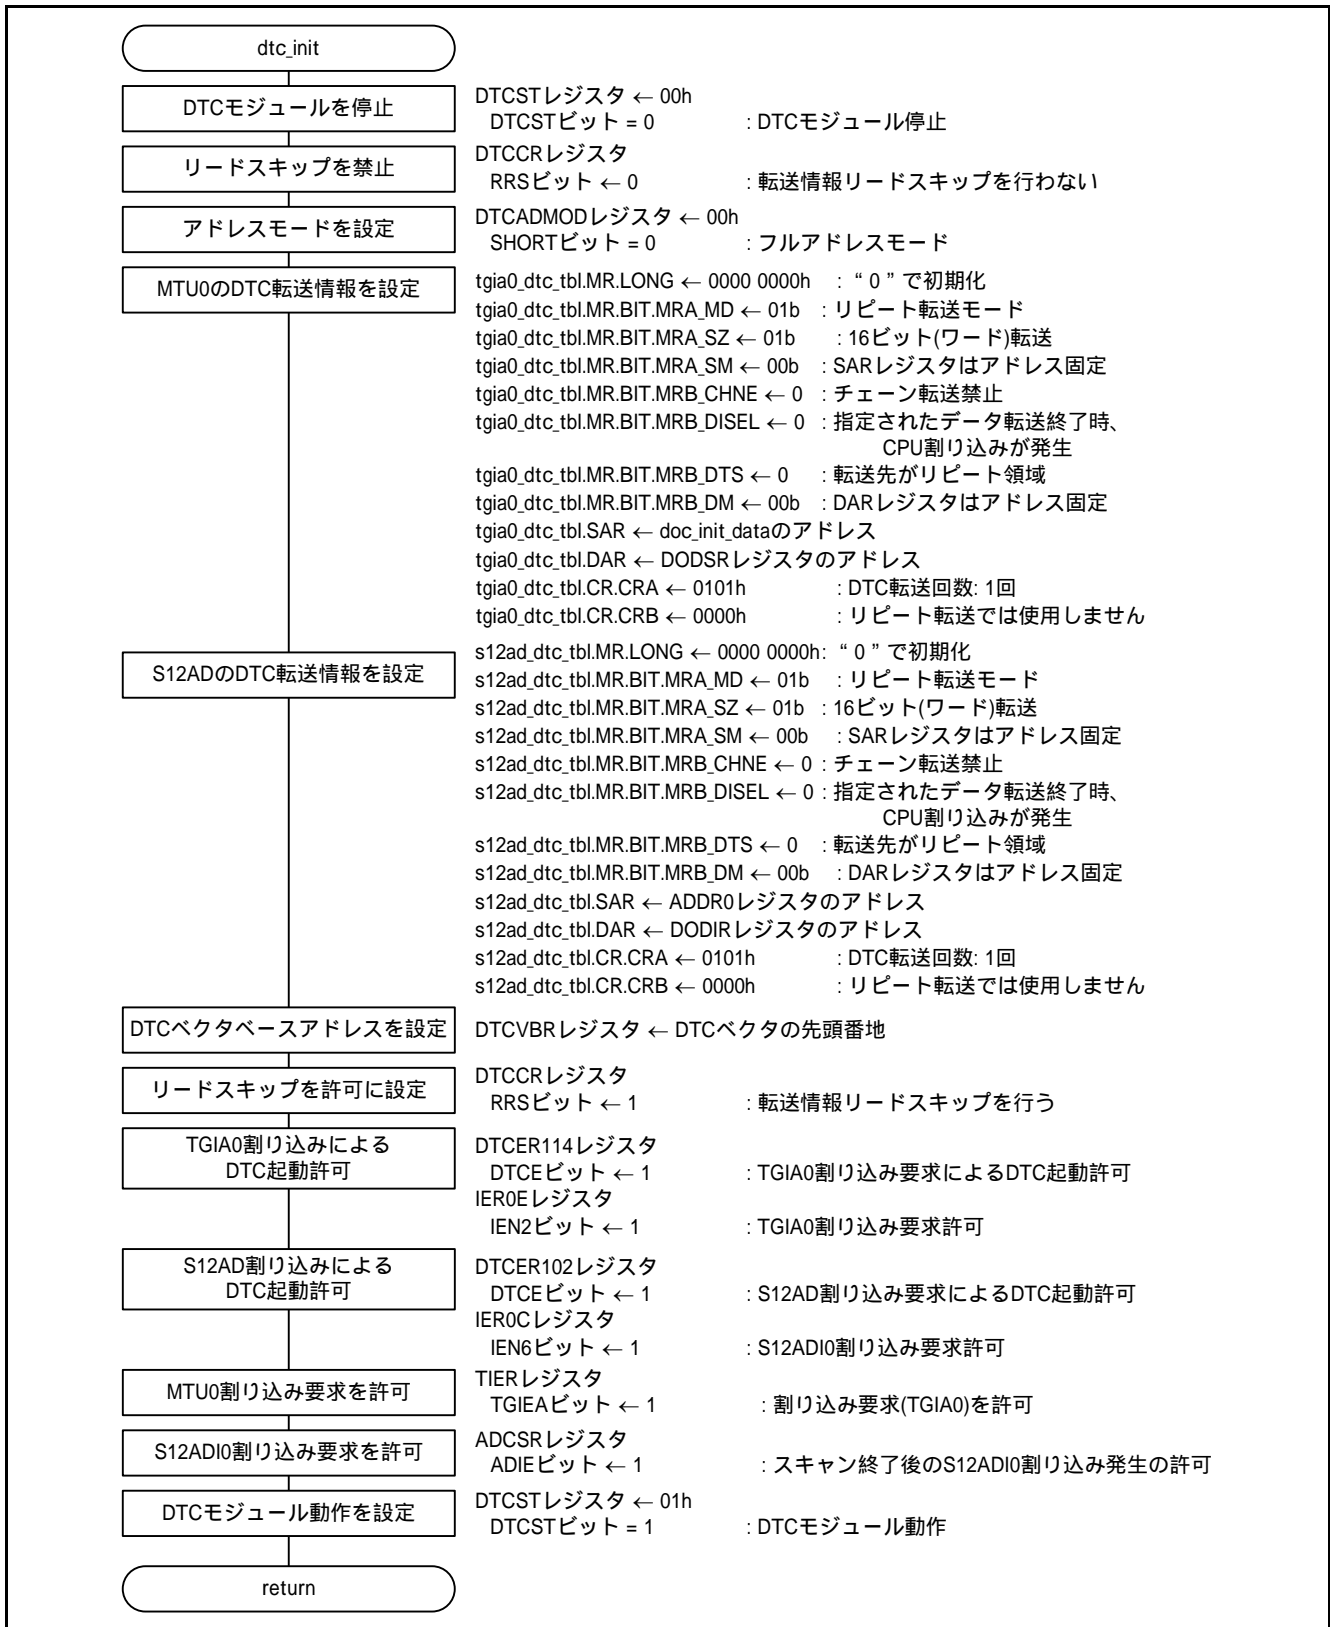 dtc_init
DTCモジュールを停止
DTCSTレジスタ ← 00h
DTCSTビット = 0 : DTCモジュール停止
リードスキップを禁止
DTCCRレジスタ
RRSビット ← 0 : 転送情報リードスキップを行わない
アドレスモードを設定
DTCADMODレジスタ ← 00h
SHORTビット = 0 : フルアドレスモード
MTU0のDTC転送情報を設定
tgia0_dtc_tbl.MR.LONG ← 0000 0000h : “0”で初期化
tgia0_dtc_tbl.MR.BIT.MRA_MD ← 01b : リピート転送モード
tgia0_dtc_tbl.MR.BIT.MRA_SZ ← 01b : 16ビット(ワード)転送
tgia0_dtc_tbl.MR.BIT.MRA_SM ← 00b : SARレジスタはアドレス固定
tgia0_dtc_tbl.MR.BIT.MRB_CHNE ← 0 : チェーン転送禁止
tgia0_dtc_tbl.MR.BIT.MRB_DISEL ← 0 : 指定されたデータ転送終了時、
CPU割り込みが発生
tgia0_dtc_tbl.MR.BIT.MRB_DTS ← 0 : 転送先がリピート領域
tgia0_dtc_tbl.MR.BIT.MRB_DM ← 00b : DARレジスタはアドレス固定
tgia0_dtc_tbl.SAR ← doc_init_dataのアドレス
tgia0_dtc_tbl.DAR ← DODSRレジスタのアドレス
tgia0_dtc_tbl.CR.CRA ← 0101h : DTC転送回数: 1回
tgia0_dtc_tbl.CR.CRB ← 0000h : リピート転送では使用しません
S12ADのDTC転送情報を設定
s12ad_dtc_tbl.MR.LONG ← 0000 0000h: “0”で初期化
s12ad_dtc_tbl.MR.BIT.MRA_MD ← 01b : リピート転送モード
s12ad_dtc_tbl.MR.BIT.MRA_SZ ← 01b : 16ビット(ワード)転送
s12ad_dtc_tbl.MR.BIT.MRA_SM ← 00b : SARレジスタはアドレス固定
s12ad_dtc_tbl.MR.BIT.MRB_CHNE ← 0 : チェーン転送禁止
s12ad_dtc_tbl.MR.BIT.MRB_DISEL ← 0 : 指定されたデータ転送終了時、
CPU割り込みが発生
s12ad_dtc_tbl.MR.BIT.MRB_DTS ← 0 : 転送先がリピート領域
s12ad_dtc_tbl.MR.BIT.MRB_DM ← 00b : DARレジスタはアドレス固定
s12ad_dtc_tbl.SAR ← ADDR0レジスタのアドレス
s12ad_dtc_tbl.DAR ← DODIRレジスタのアドレス
s12ad_dtc_tbl.CR.CRA ← 0101h : DTC転送回数: 1回
s12ad_dtc_tbl.CR.CRB ← 0000h : リピート転送では使用しません
DTCベクタベースアドレスを設定
DTCVBRレジスタ ← DTCベクタの先頭番地
リードスキップを許可に設定
DTCCRレジスタ
RRSビット ← 1 : 転送情報リードスキップを行う
TGIA0割り込みによる
DTC起動許可
DTCER114レジスタ
DTCEビット ← 1 : TGIA0割り込み要求によるDTC起動許可
IER0Eレジスタ
IEN2ビット ← 1 : TGIA0割り込み要求許可
S12AD割り込みによる
DTC起動許可
DTCER102レジスタ
DTCEビット ← 1 : S12AD割り込み要求によるDTC起動許可
IER0Cレジスタ
IEN6ビット ← 1 : S12ADI0割り込み要求許可
MTU0割り込み要求を許可
TIERレジスタ
TGIEAビット ← 1 : 割り込み要求(TGIA0)を許可
S12ADI0割り込み要求を許可
ADCSRレジスタ
ADIEビット ← 1 : スキャン終了後のS12ADI0割り込み発生の許可
DTCモジュール動作を設定
DTCSTレジスタ ← 01h
DTCSTビット = 1 : DTCモジュール動作
return